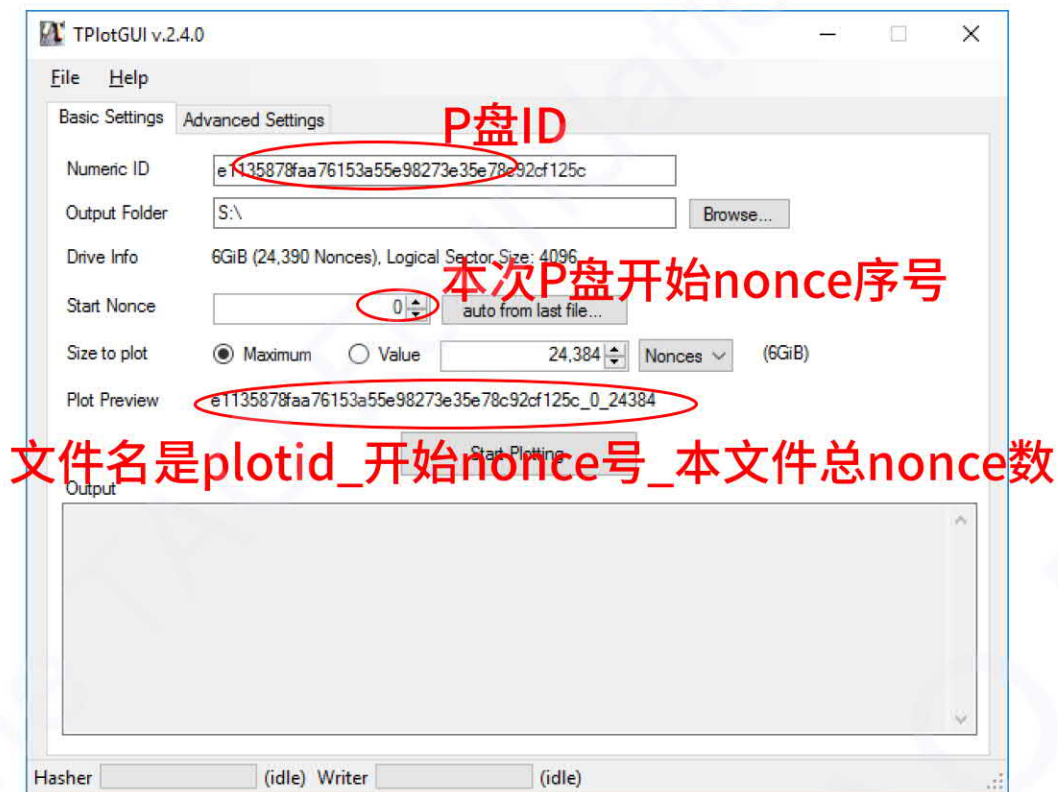 TPlotGUI v.2.4.0
File Help
Basic Settings Advanced Settings
P盘ID
Numeric ID e1135878faa76153a55e98273e35e78c92cf125c
Output Folder S:\ Browse...
Drive Info 6GiB (24,390 Nonces), Logical Sector Size: 4096
本次P盘开始nonce序号
Start Nonce 0 auto from last file...
Size to plot Maximum Value 24,384 Nonces (6GiB)
Plot Preview e1135878faa76153a55e98273e35e78c92cf125c_0_24384
Start Plotting
文件名是plotid_开始nonce号_本文件总nonce数
Output
Hasher (idle) Writer (idle)